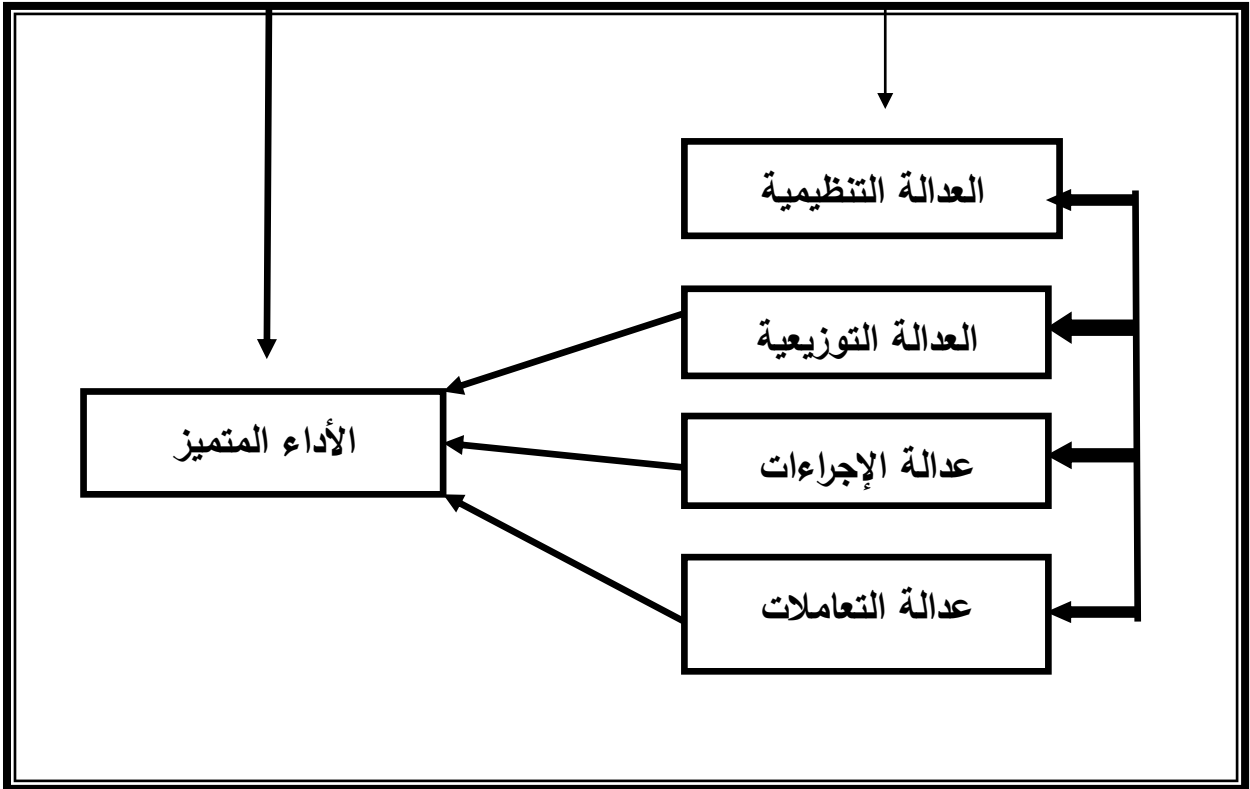 العدالة التنظيمية
العدالة التوزيعية
عدالة الإجراءات
عدالة التعاملات
الأداء المتميز